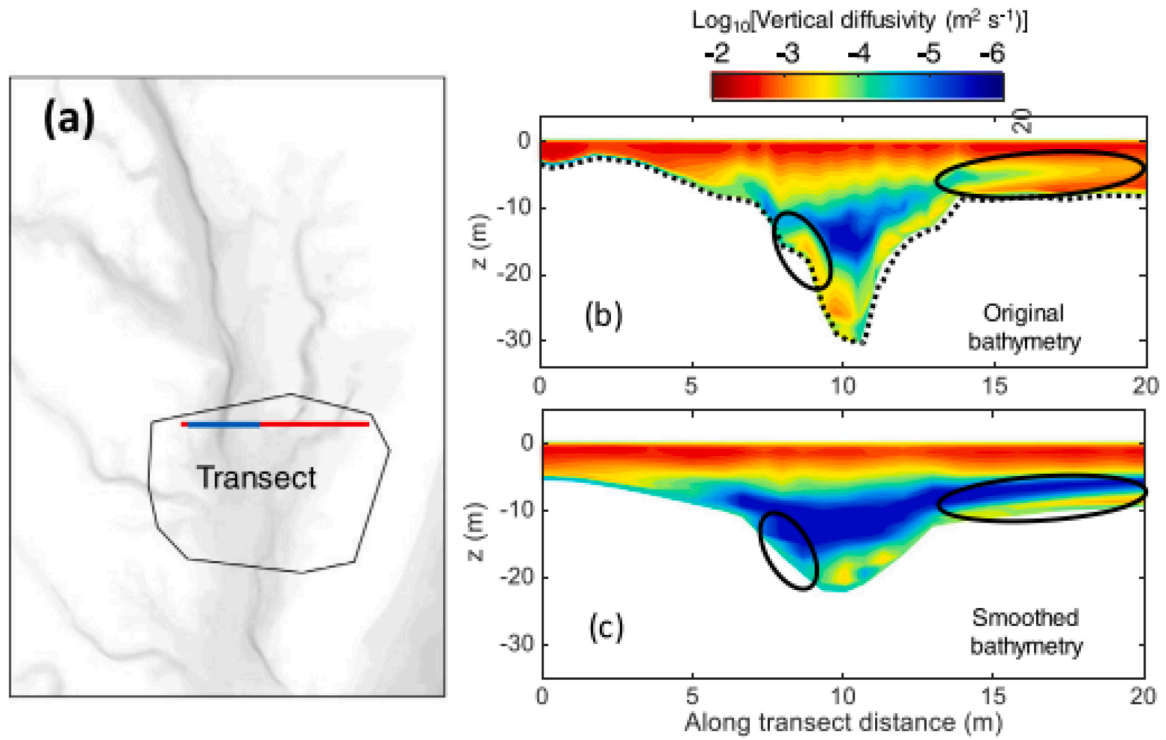 (a)
Transect
Log10[Vertical diffusivity (m² s⁻¹)]
-2 -3 -4 -5 -6
20
0
-10
-20
-30
z (m)
(b)
Original
bathymetry
0 5 10 15 20
0
-10
-20
-30
z (m)
(c)
Smoothed
bathymetry
0 5 10 15 20
Along transect distance (m)